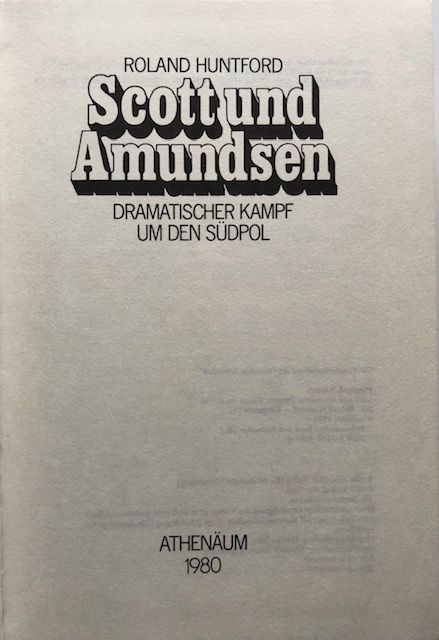 ROLAND HUNTFORD
Scott und
Amundsen
DRAMATISCHER KAMPF
UM DEN SÜDPOL
ATHENÄUM
1980